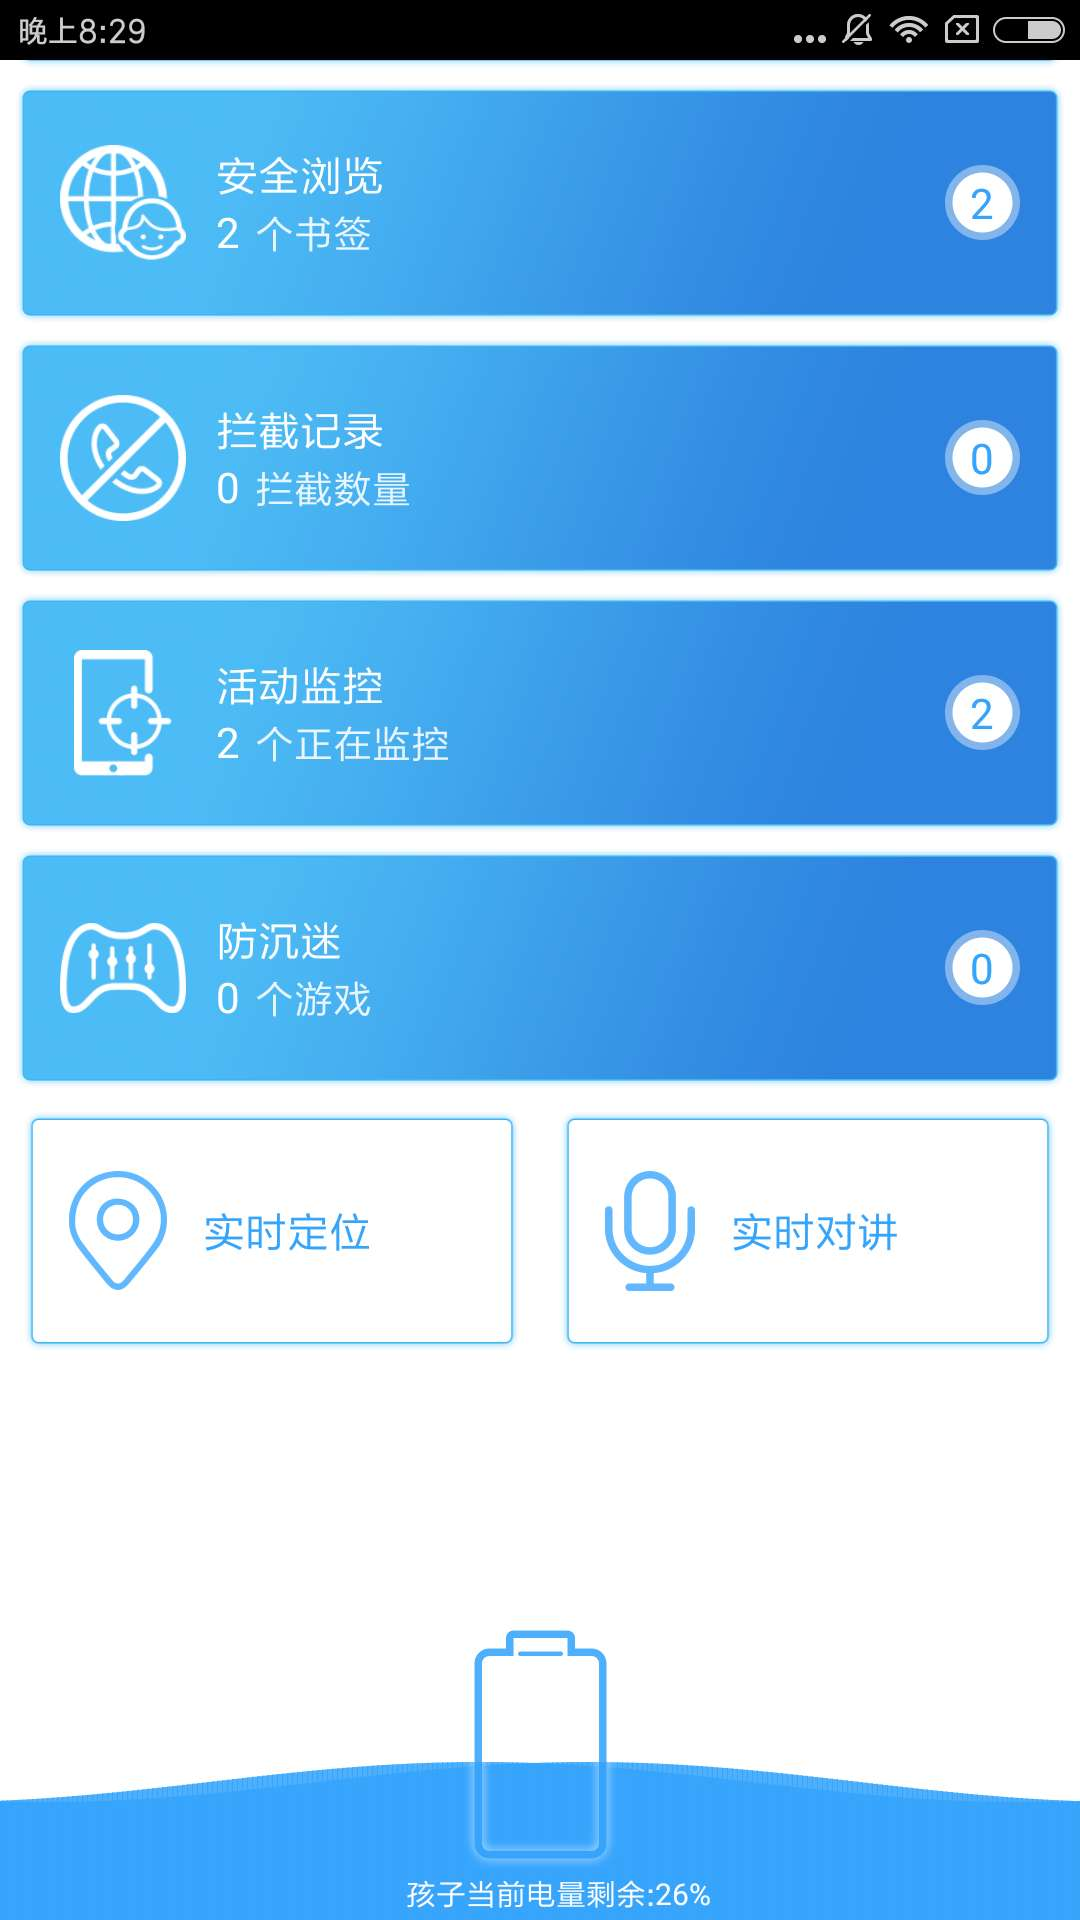 晚上8:29
安全浏览
2 个书签
2
拦截记录
0 拦截数量
0
活动监控
2 个正在监控
2
防沉迷
0 个游戏
0
实时定位
实时对讲
孩子当前电量剩余:26%